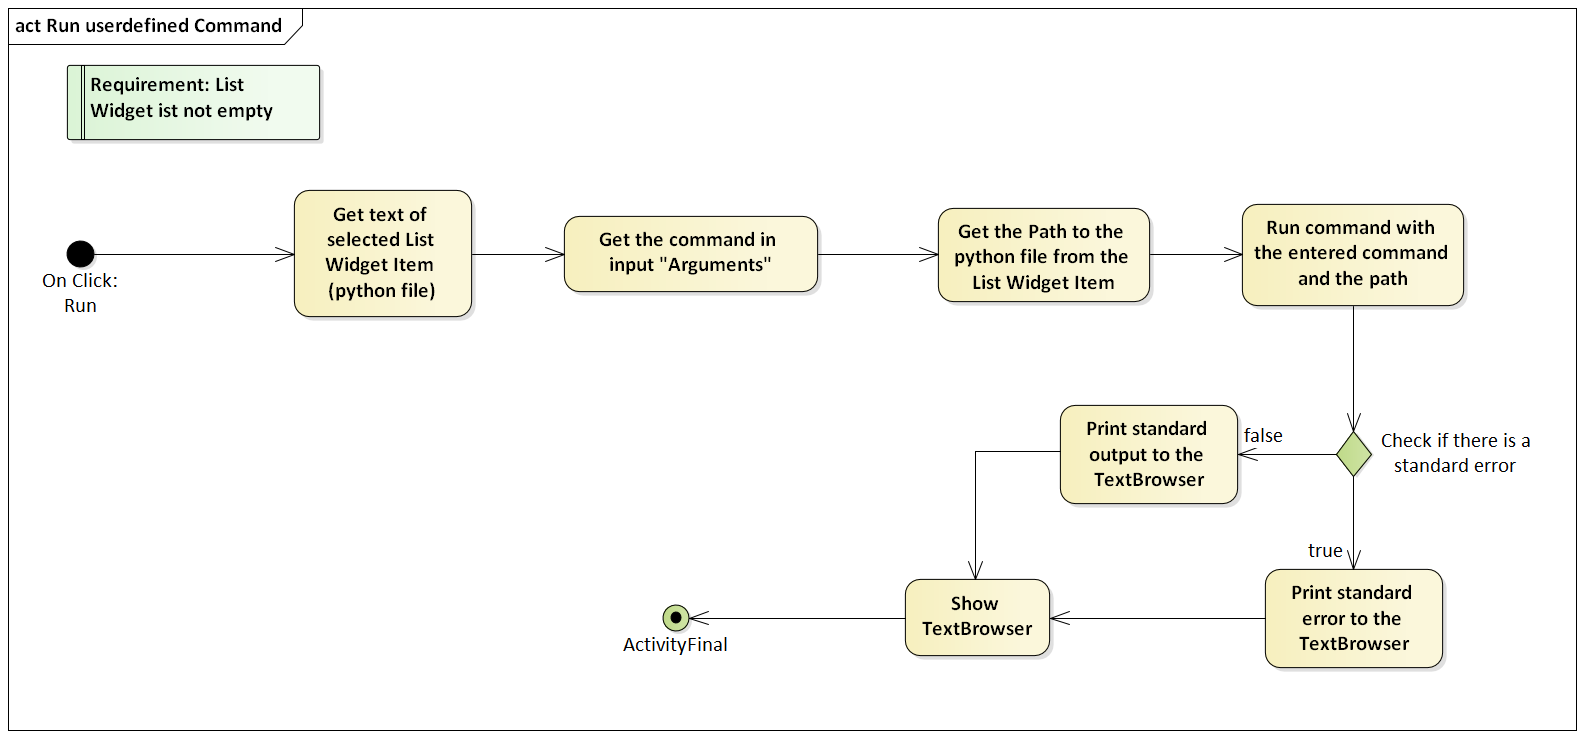 act Run userdefined Command
Requirement: List
Widget ist not empty
On Click:
Run
Get text of
selected List
Widget Item
(python file)
Get the command in
input "Arguments"
Get the Path to the
python file from the
List Widget Item
Run command with
the entered command
and the path
Check if there is a
standard error
false
Print standard
output to the
TextBrowser
true
Print standard
error to the
TextBrowser
Show
TextBrowser
ActivityFinal